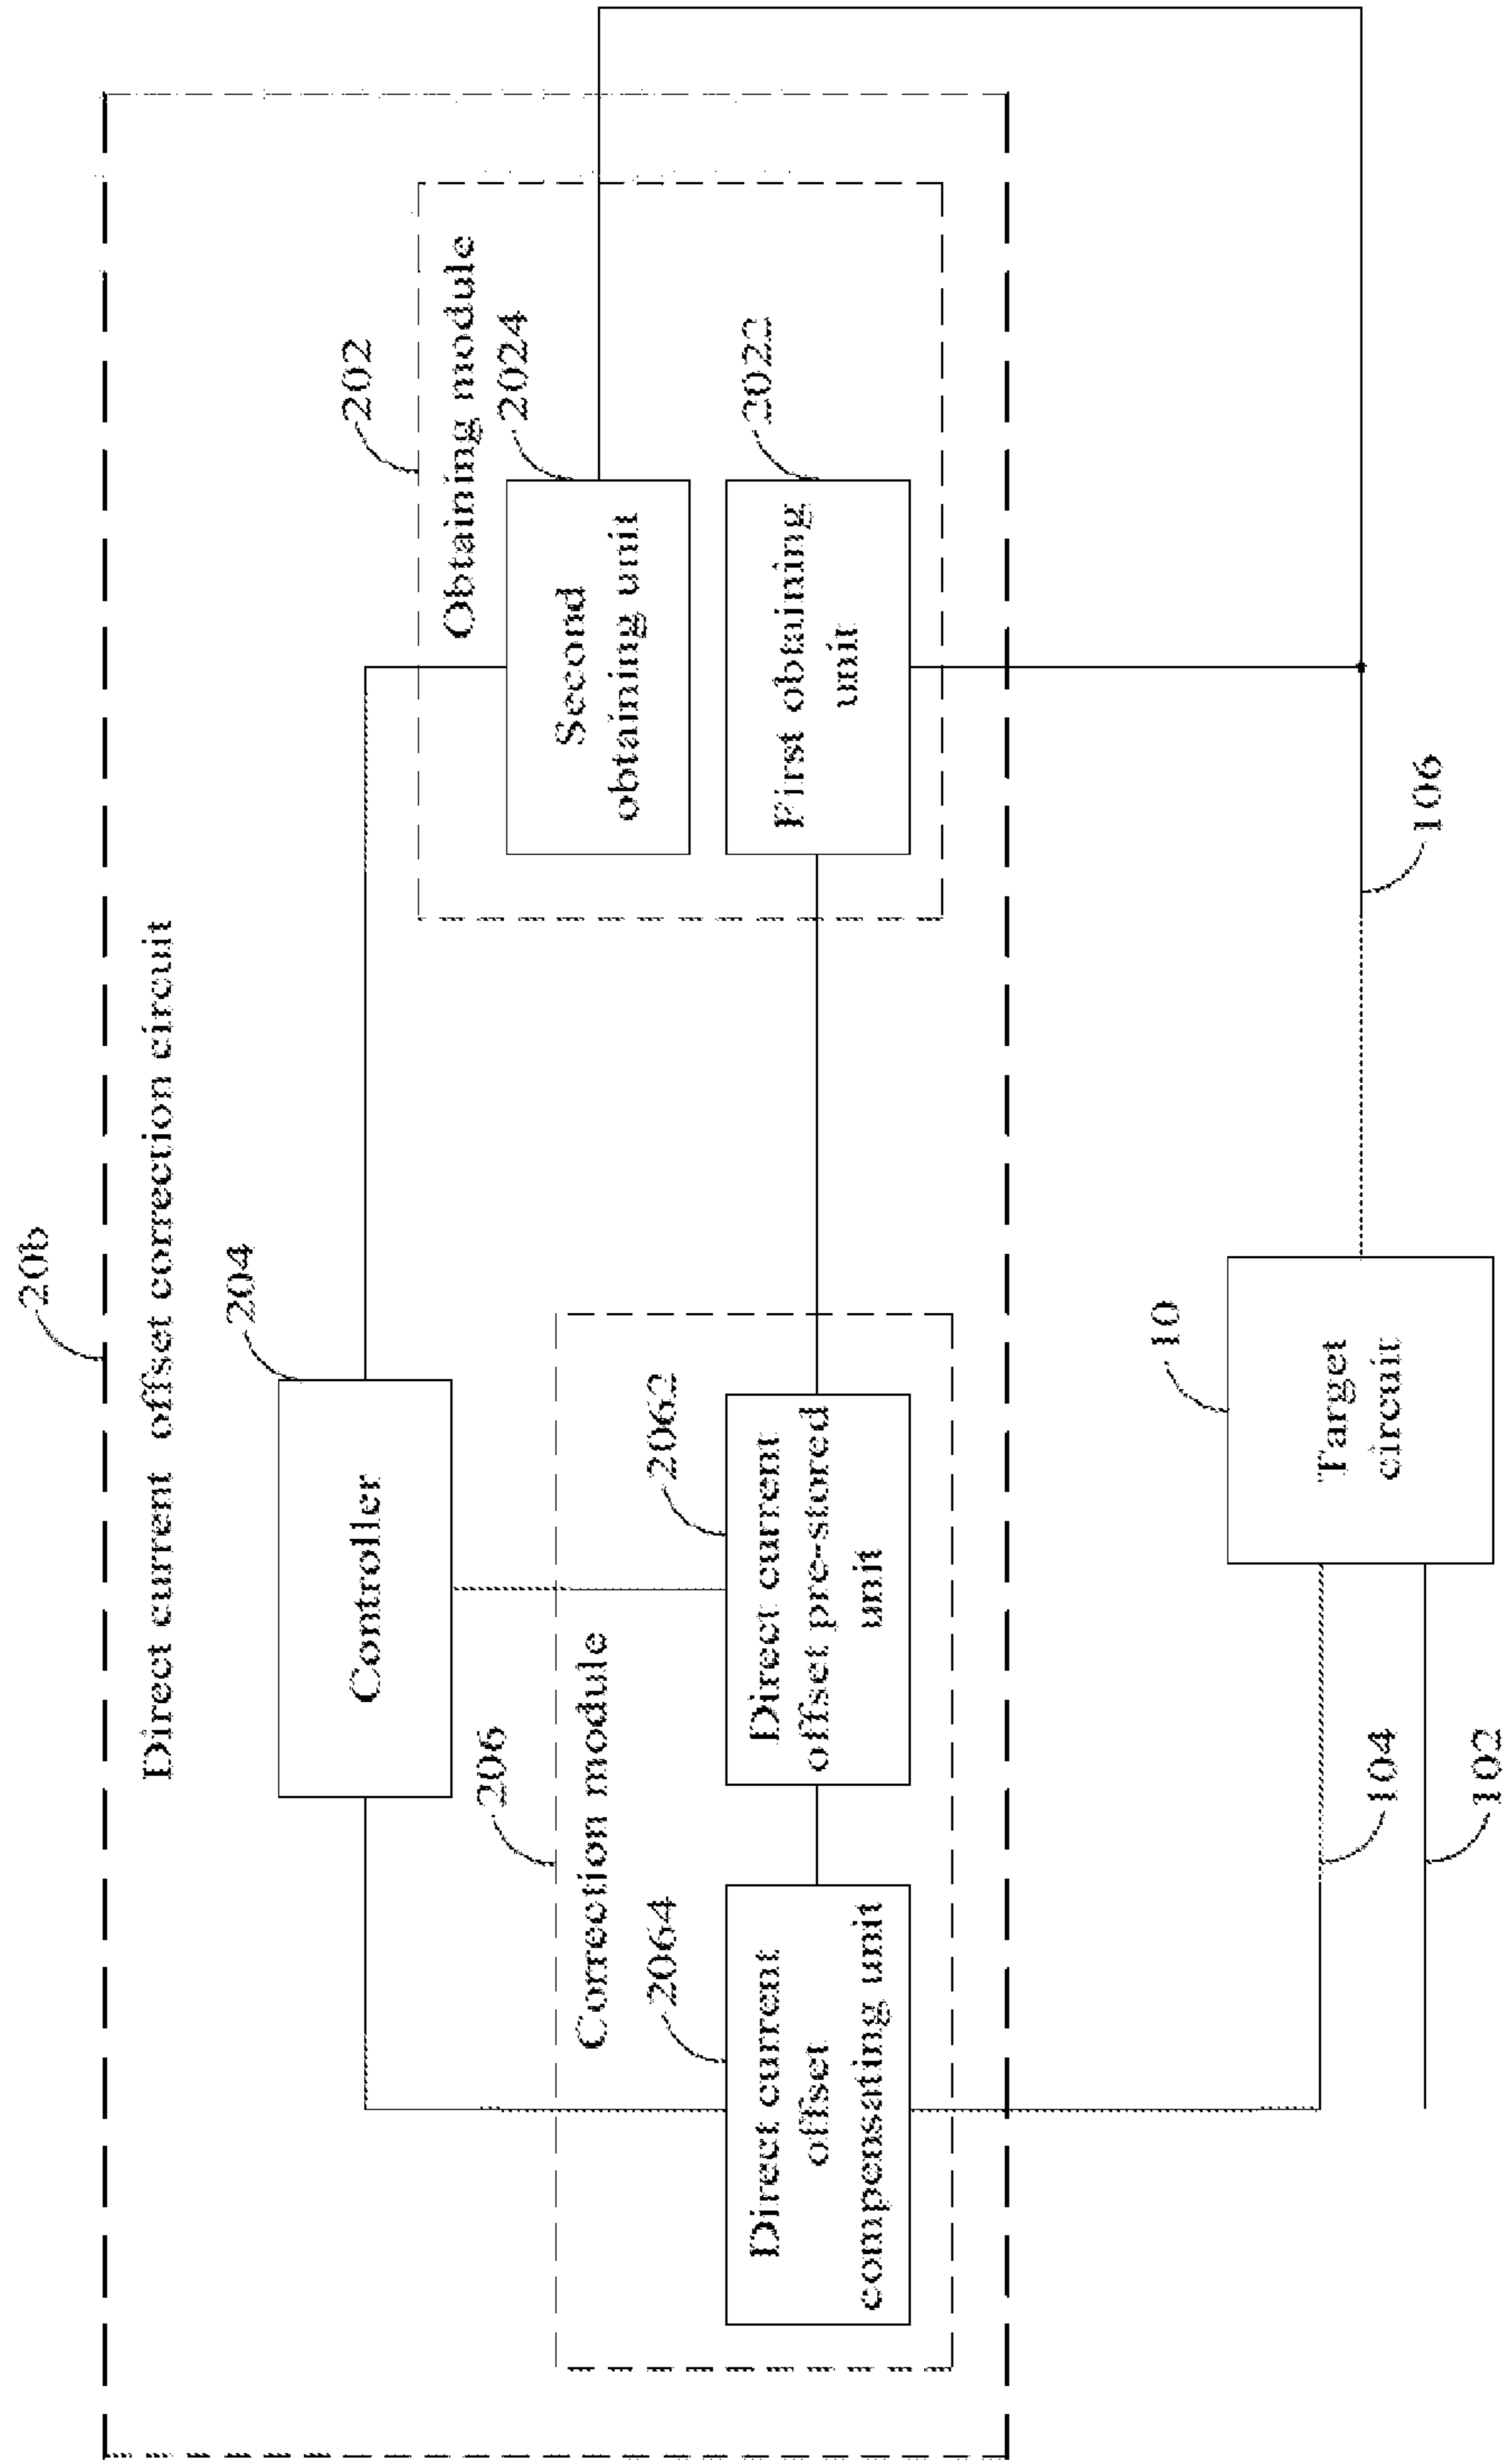 20b
Direct current offset correction circuit
204
Controller
202
Obtaining module
2024
Second
obtaining unit
206
Correction module
2064
Direct current
offset
compensating unit
2062
Direct current
offset pre-stored
unit
2022
First obtaining
unit
10
Target
circuit
104
102
106